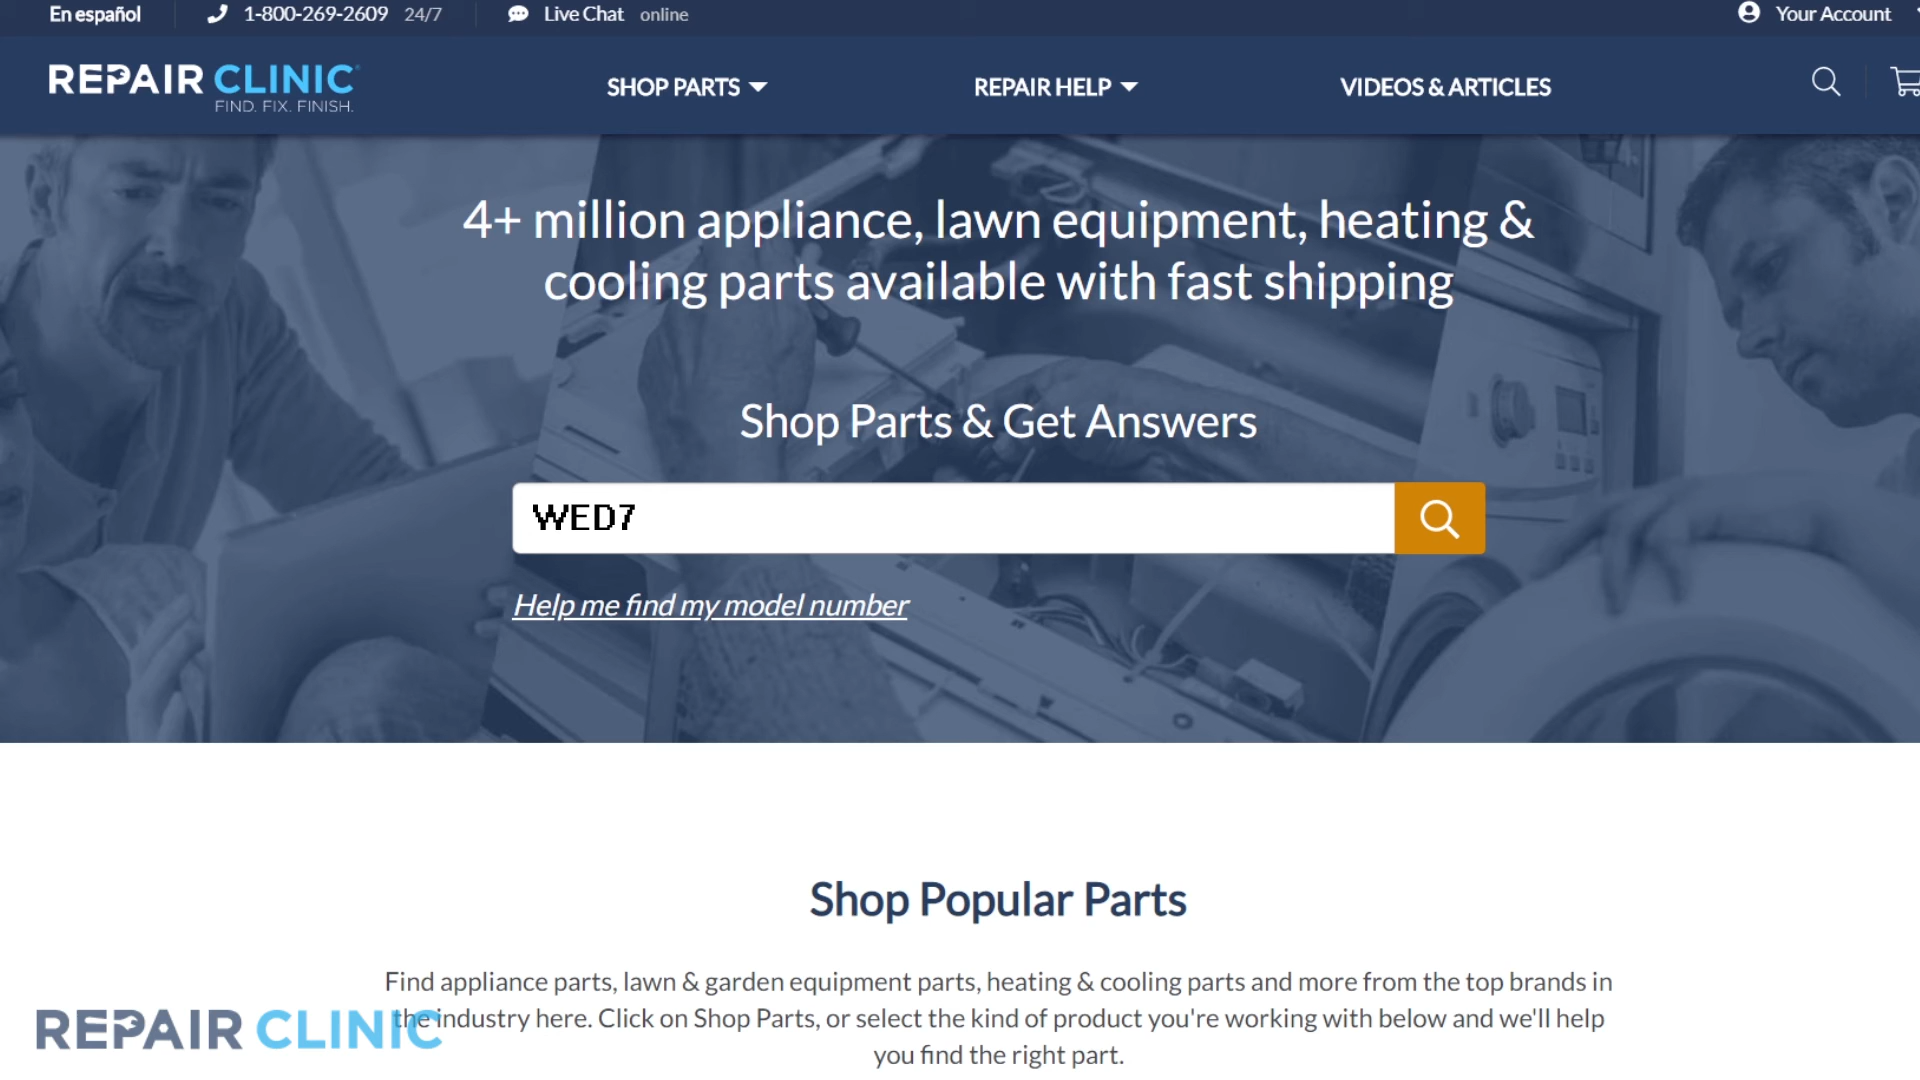 En español
1-800-269-2609 24/7
Live Chat online
Your Account
REPAIR CLINIC
FIND. FIX. FINISH.
SHOP PARTS
REPAIR HELP
VIDEOS & ARTICLES
4+ million appliance, lawn equipment, heating &
cooling parts available with fast shipping
Shop Parts & Get Answers
WED7
Help me find my model number
Shop Popular Parts
Find appliance parts, lawn & garden equipment parts, heating & cooling parts and more from the top brands in
the industry here. Click on Shop Parts, or select the kind of product you're working with below and we'll help
you find the right part.
REPAIR CLINIC